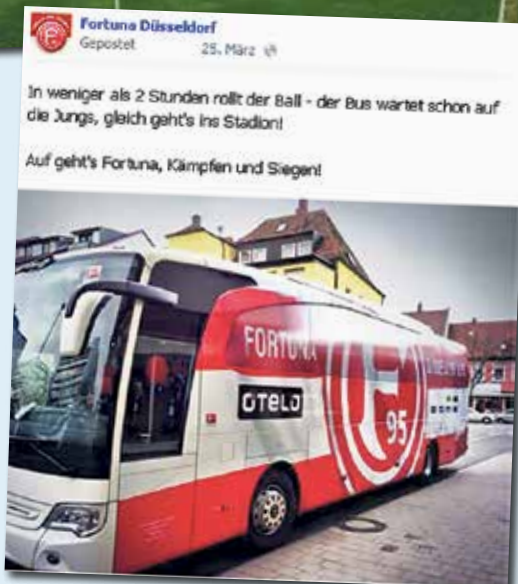 Fortuna Düsseldorf
Gepostet 25. März
In weniger als 2 Stunden rollt der Ball - der Bus wartet schon auf
die Jungs, gleich geht's ins Stadion!
Auf geht's Fortuna, Kämpfen und Siegen!
FORTUNA
OTELO
F
95